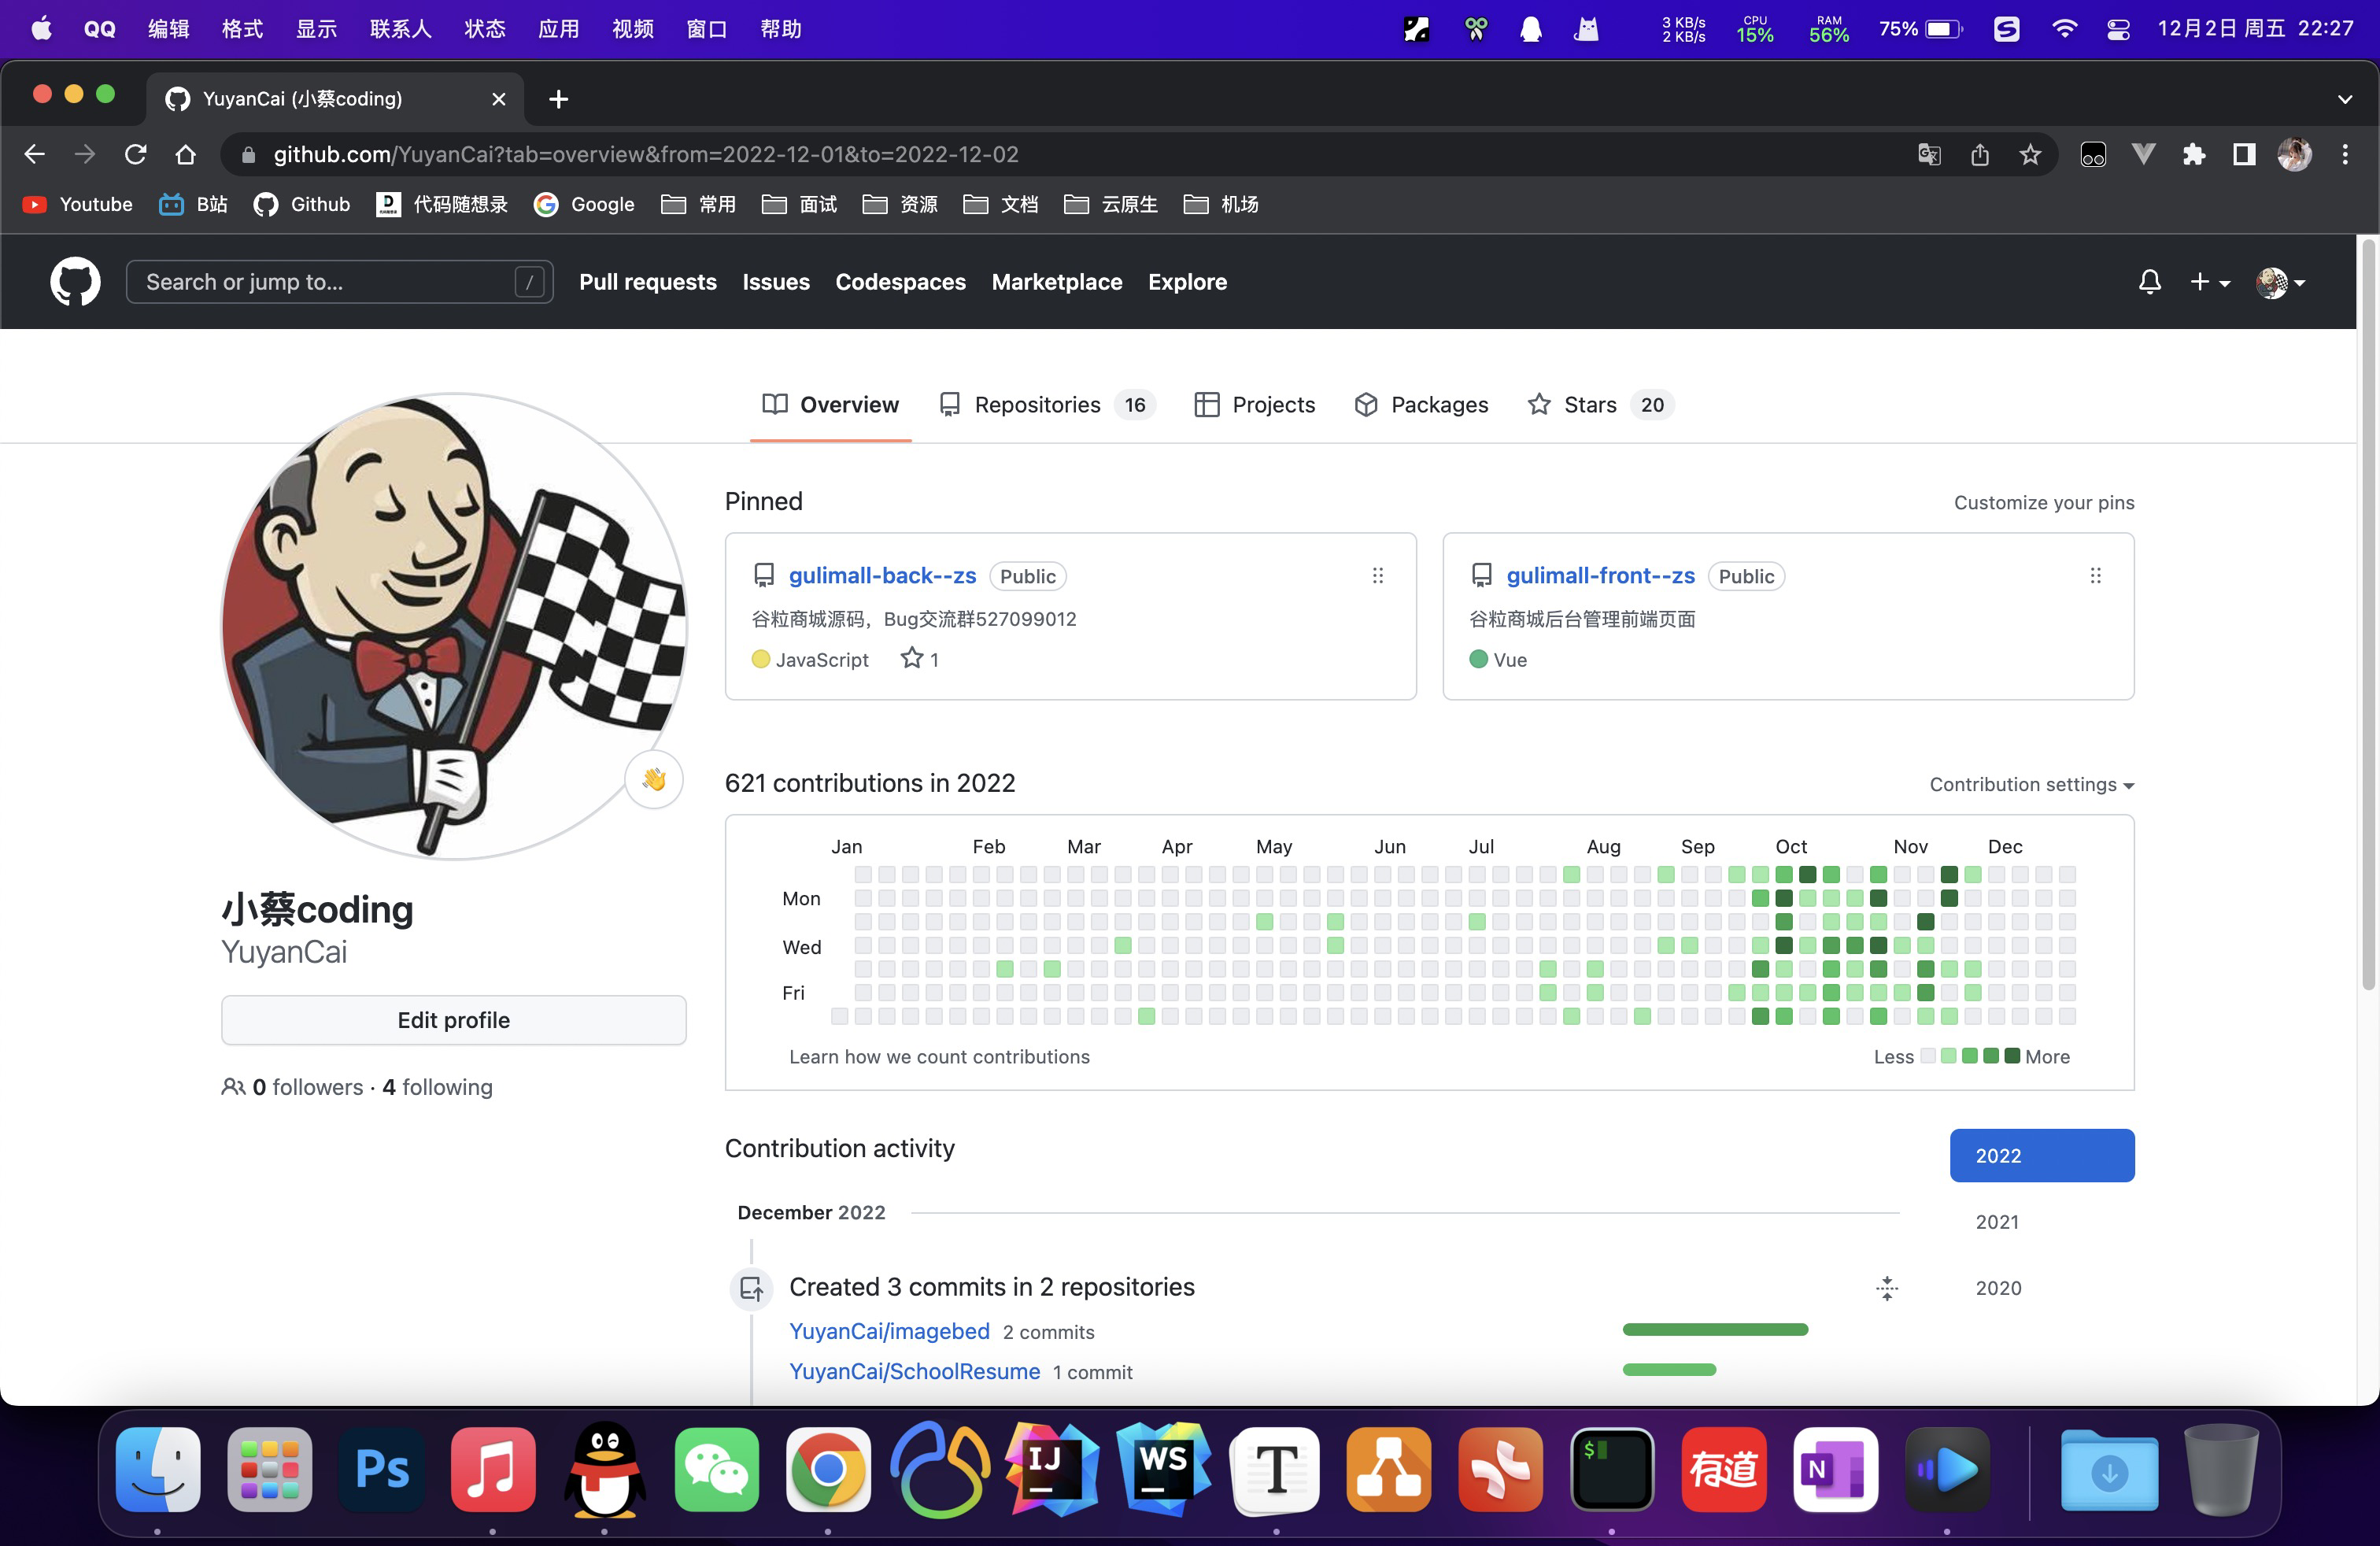 QQ 编辑 格式 显示 联系人 状态 应用 视频 窗口 帮助 3 KB/s 2 KB/s CPU 15% RAM 56% 75% 12月2日 周五 22:27
YuyanCai (小蔡coding)
github.com/YuyanCai?tab=overview&from=2022-12-01&to=2022-12-02
Youtube B站 Github 代码随想录 Google 常用 面试 资源 文档 云原生 机场
Search or jump to... / Pull requests Issues Codespaces Marketplace Explore
Overview Repositories 16 Projects Packages Stars 20
Pinned Customize your pins
gulimall-back--zs Public
谷粒商城源码，Bug交流群527099012
JavaScript 1
gulimall-front--zs Public
谷粒商城后台管理前端页面
Vue
621 contributions in 2022 Contribution settings
Jan Feb Mar Apr May Jun Jul Aug Sep Oct Nov Dec
Mon
Wed
Fri
Learn how we count contributions Less More
小蔡coding
YuyanCai
Edit profile
0 followers · 4 following
Contribution activity
2022
2021
2020
December 2022
Created 3 commits in 2 repositories
YuyanCai/imagebed 2 commits
YuyanCai/SchoolResume 1 commit
Ps IJ WS T $ 有道 N